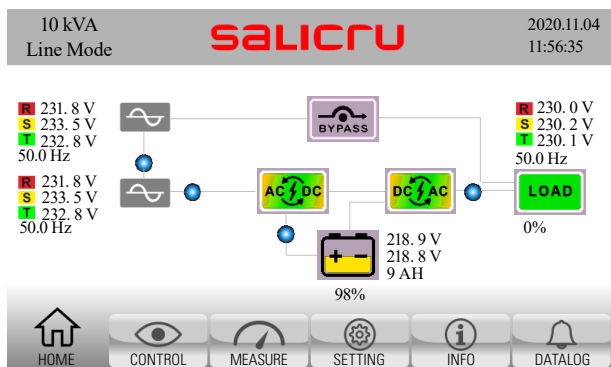 10 kVA
Line Mode
SALICRU
2020.11.04
11:56:35
R 231. 8 V
S 233. 5 V
T 232. 8 V
50.0 Hz
BYPASS
R 230. 0 V
S 230. 2 V
T 230. 1 V
50.0 Hz
R 231. 8 V
S 233. 5 V
T 232. 8 V
50.0 Hz
AC DC
DC AC
LOAD
0%
+ −
218. 9 V
218. 8 V
9 AH
98%
HOME
CONTROL
MEASURE
SETTING
INFO
DATALOG